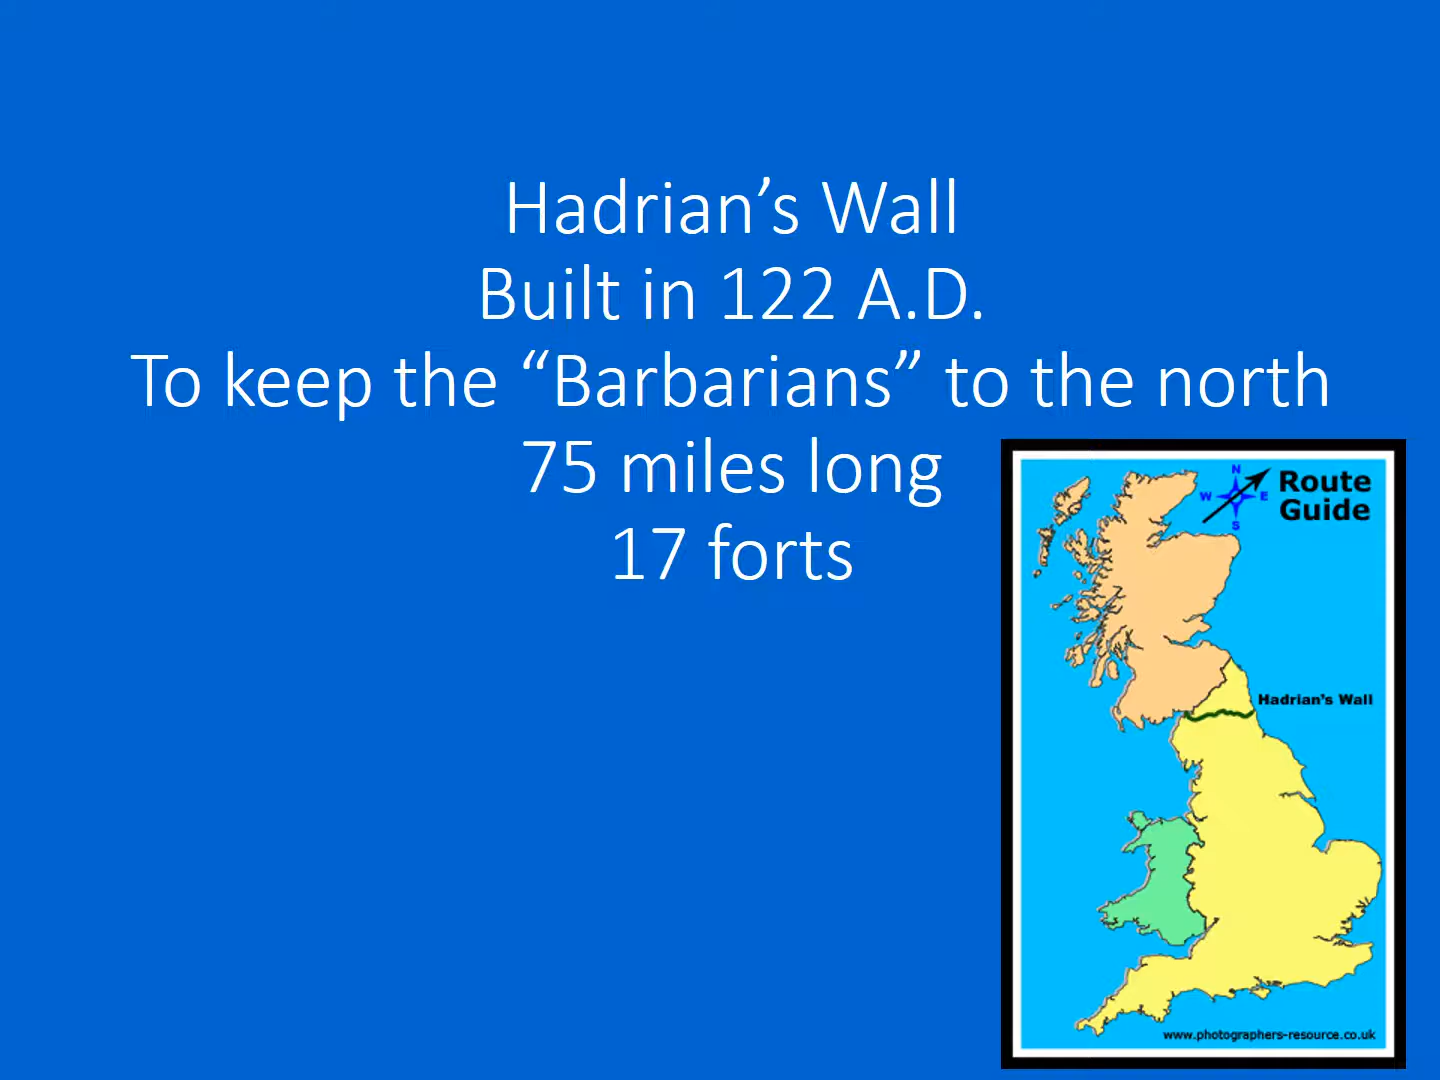 Hadrian’s Wall
Built in 122 A.D.
To keep the “Barbarians” to the north
75 miles long
17 forts
N
W E
S
Route
Guide
Hadrian's Wall
www.photographers-resource.co.uk